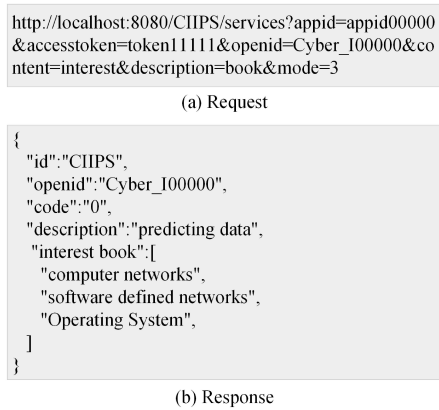 http://localhost:8080/CIIPS/services?appid=appid00000
&accesstoken=token11111&openid=Cyber_I00000&co
ntent=interest&description=book&mode=3
(a) Request
{
"id":"CIIPS",
"openid":"Cyber_I00000",
"code":"0",
"description":"predicting data",
"interest book":[
"computer networks",
"software defined networks",
"Operating System",
]
}
(b) Response